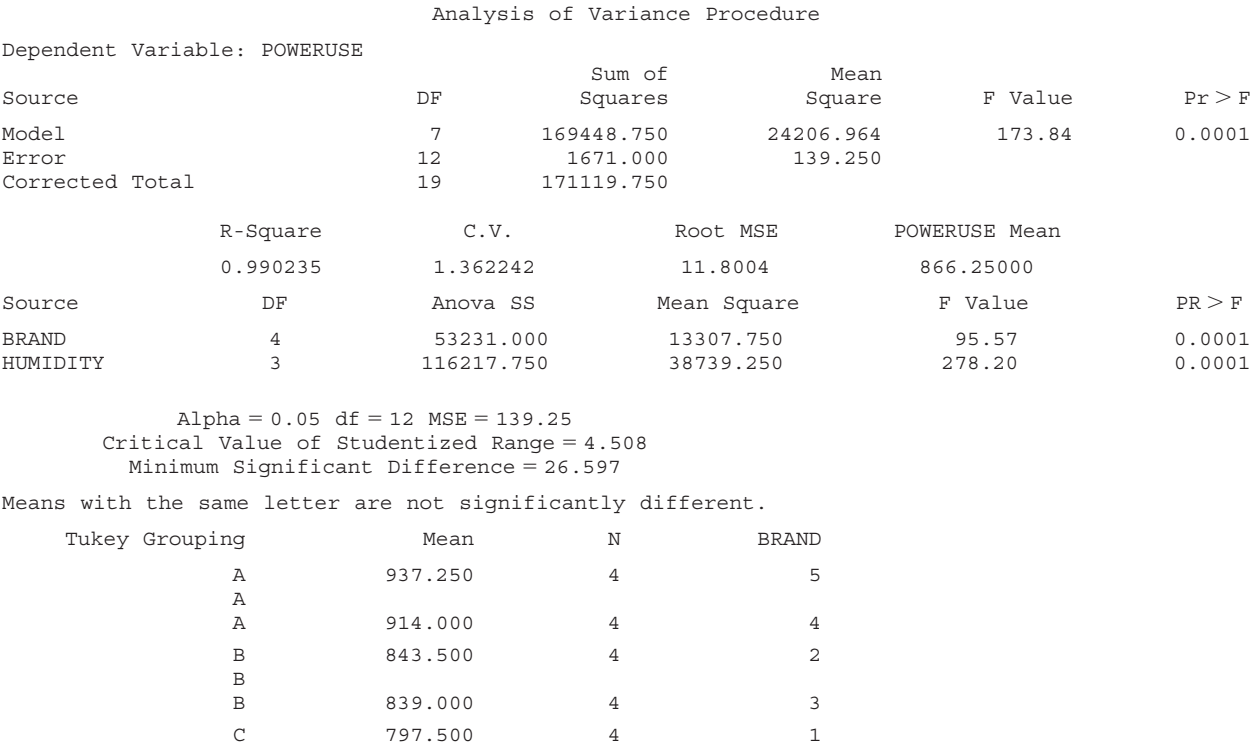 Analysis of Variance Procedure
Dependent Variable: POWERUSE
Sum of Mean
Source DF Squares Square F Value Pr > F
Model 7 169448.750 24206.964 173.84 0.0001
Error 12 1671.000 139.250
Corrected Total 19 171119.750
R-Square C.V. Root MSE POWERUSE Mean
0.990235 1.362242 11.8004 866.25000
Source DF Anova SS Mean Square F Value PR > F
BRAND 4 53231.000 13307.750 95.57 0.0001
HUMIDITY 3 116217.750 38739.250 278.20 0.0001
Alpha = 0.05 df = 12 MSE = 139.25
Critical Value of Studentized Range = 4.508
Minimum Significant Difference = 26.597
Means with the same letter are not significantly different.
Tukey Grouping Mean N BRAND
A 937.250 4 5
A
A 914.000 4 4
B 843.500 4 2
B
B 839.000 4 3
C 797.500 4 1